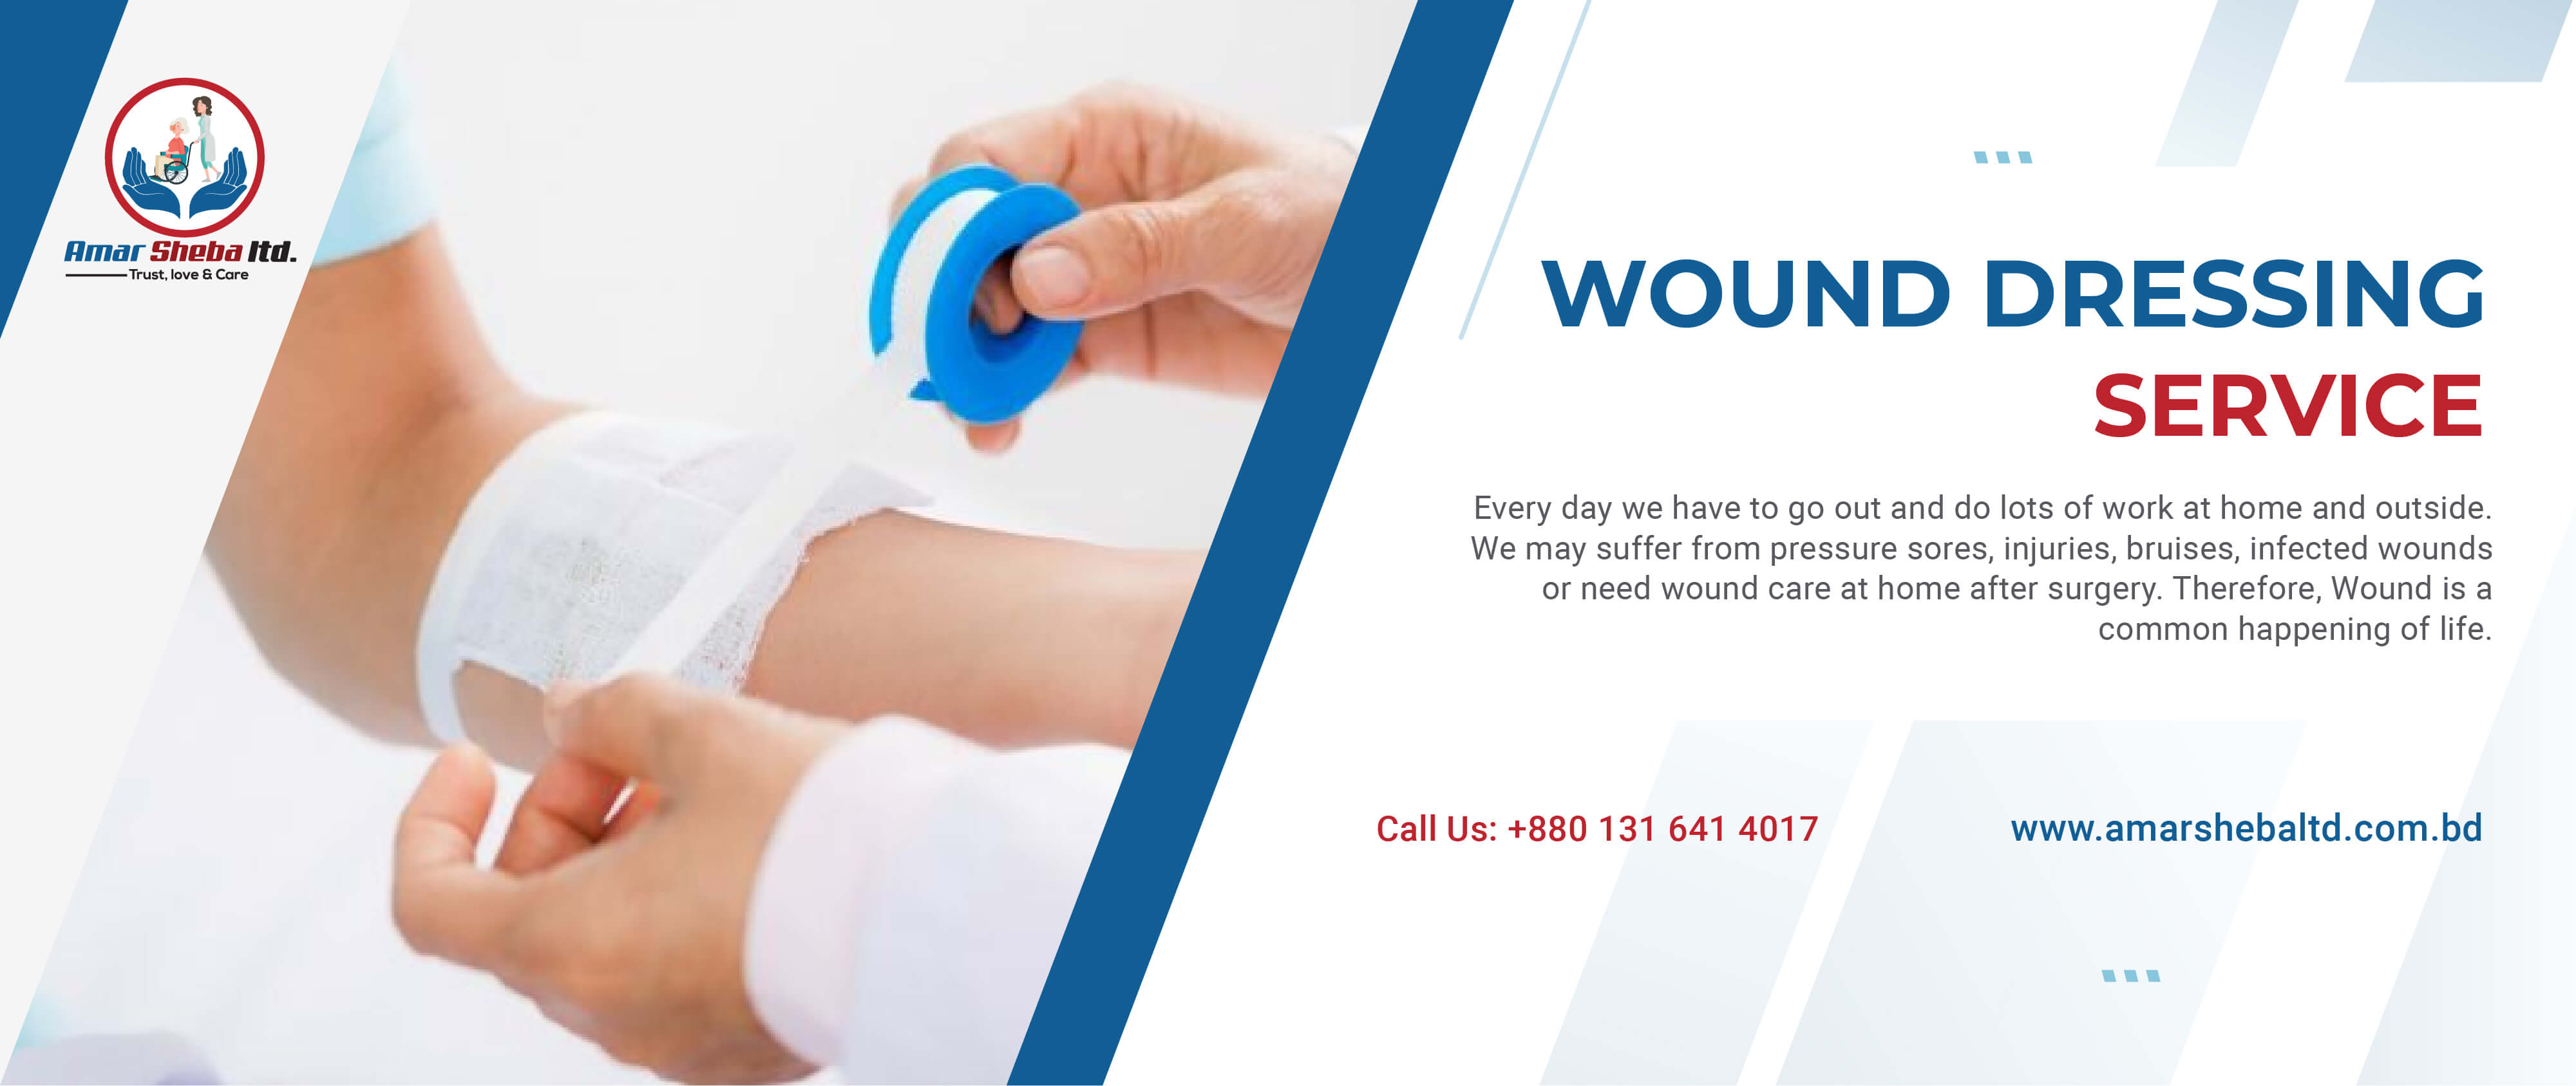 Amar Sheba ltd.
Trust, love & Care
WOUND DRESSING
SERVICE
Every day we have to go out and do lots of work at home and outside.
We may suffer from pressure sores, injuries, bruises, infected wounds
or need wound care at home after surgery. Therefore, Wound is a
common happening of life.
Call Us: +880 131 641 4017
www.amarshebaltd.com.bd